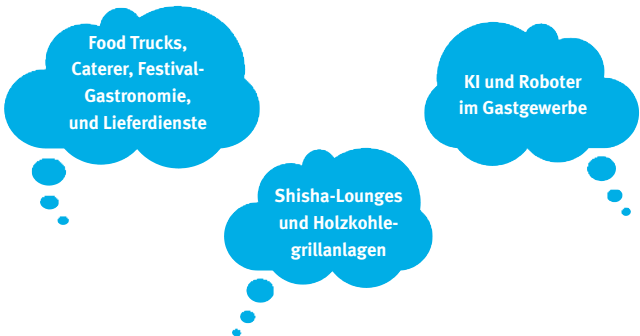 Food Trucks,
Caterer, Festival-
Gastronomie,
und Lieferdienste
KI und Roboter
im Gastgewerbe
Shisha-Lounges
und Holzkohle-
grillanlagen